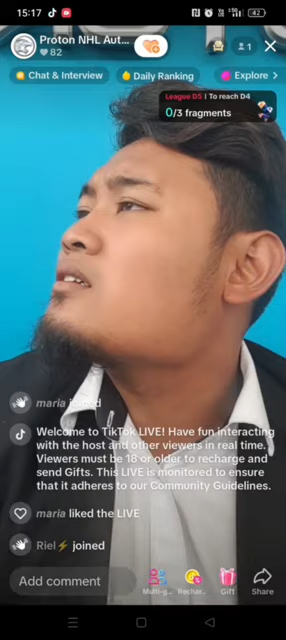 15:17
42
Proton NHL Aut...
82
1
Chat & Interview
Daily Ranking
Explore >
League D5 | To reach D4
0/3 fragments
maria joined
Welcome to TikTok LIVE! Have fun interacting
with the host and other viewers in real time.
Viewers must be 18 or older to recharge and
send Gifts. This LIVE is monitored to ensure
that it adheres to our Community Guidelines.
maria liked the LIVE
Riel⚡ joined
Add comment
Multi-g...
Rechar...
Gift
Share